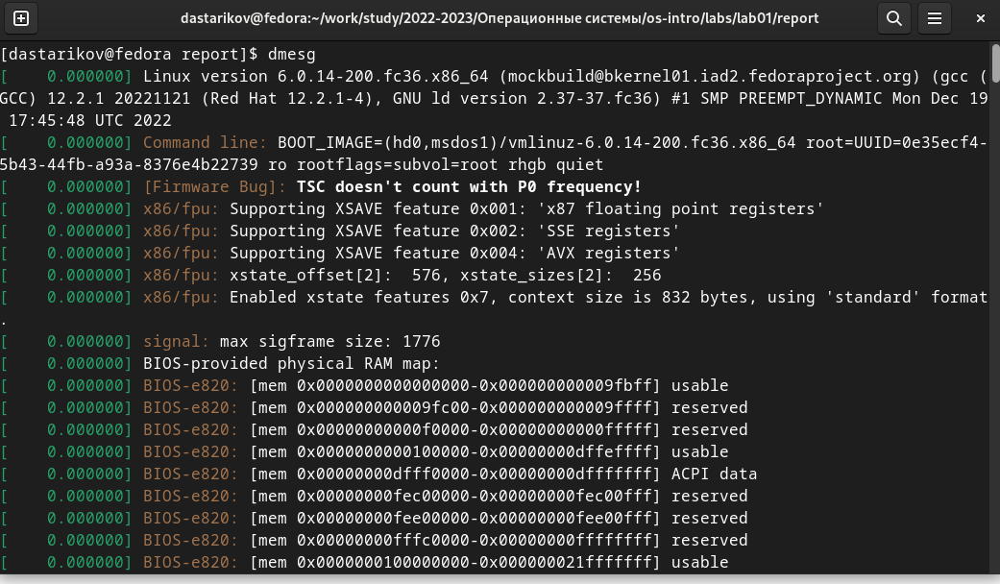 dastarikov@fedora:~/work/study/2022-2023/Операционные системы/os-intro/labs/lab01/report
[dastarikov@fedora report]$ dmesg
[    0.000000] Linux version 6.0.14-200.fc36.x86_64 (mockbuild@bkernel01.iad2.fedoraproject.org) (gcc (
GCC) 12.2.1 20221121 (Red Hat 12.2.1-4), GNU ld version 2.37-37.fc36) #1 SMP PREEMPT_DYNAMIC Mon Dec 19
 17:45:48 UTC 2022
[    0.000000] Command line: BOOT_IMAGE=(hd0,msdos1)/vmlinuz-6.0.14-200.fc36.x86_64 root=UUID=0e35ecf4-
5b43-44fb-a93a-8376e4b22739 ro rootflags=subvol=root rhgb quiet
[    0.000000] [Firmware Bug]: TSC doesn't count with P0 frequency!
[    0.000000] x86/fpu: Supporting XSAVE feature 0x001: 'x87 floating point registers'
[    0.000000] x86/fpu: Supporting XSAVE feature 0x002: 'SSE registers'
[    0.000000] x86/fpu: Supporting XSAVE feature 0x004: 'AVX registers'
[    0.000000] x86/fpu: xstate_offset[2]:  576, xstate_sizes[2]:  256
[    0.000000] x86/fpu: Enabled xstate features 0x7, context size is 832 bytes, using 'standard' format
.
[    0.000000] signal: max sigframe size: 1776
[    0.000000] BIOS-provided physical RAM map:
[    0.000000] BIOS-e820: [mem 0x0000000000000000-0x000000000009fbff] usable
[    0.000000] BIOS-e820: [mem 0x000000000009fc00-0x000000000009ffff] reserved
[    0.000000] BIOS-e820: [mem 0x00000000000f0000-0x00000000000fffff] reserved
[    0.000000] BIOS-e820: [mem 0x0000000000100000-0x00000000dffeffff] usable
[    0.000000] BIOS-e820: [mem 0x00000000dfff0000-0x00000000dfffffff] ACPI data
[    0.000000] BIOS-e820: [mem 0x00000000fec00000-0x00000000fec00fff] reserved
[    0.000000] BIOS-e820: [mem 0x00000000fee00000-0x00000000fee00fff] reserved
[    0.000000] BIOS-e820: [mem 0x00000000fffc0000-0x00000000ffffffff] reserved
[    0.000000] BIOS-e820: [mem 0x0000000100000000-0x000000021fffffff] usable